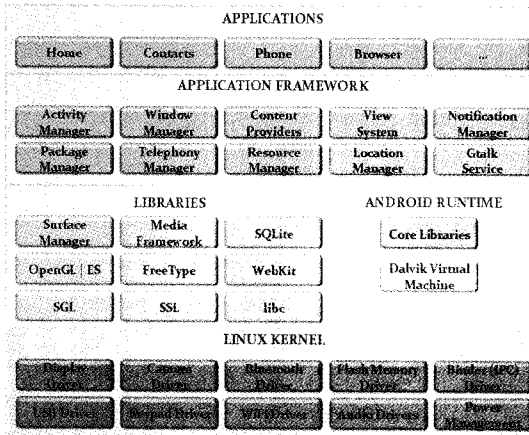 APPLICATIONS
Home Contacts Phone Browser ...
APPLICATION FRAMEWORK
Activity Manager Window Manager Content Providers View System Notification Manager
Package Manager Telephony Manager Resource Manager Location Manager Gtalk Service
LIBRARIES ANDROID RUNTIME
Surface Manager Media Framework SQLite Core Libraries
OpenGL | ES FreeType WebKit Dalvik Virtual Machine
SGL SSL libc
LINUX KERNEL
Display Driver Camera Driver Bluetooth Driver Flash Memory Driver Binder (IPC) Driver
USB Driver Keypad Driver WiFi Driver Audio Drivers Power Management